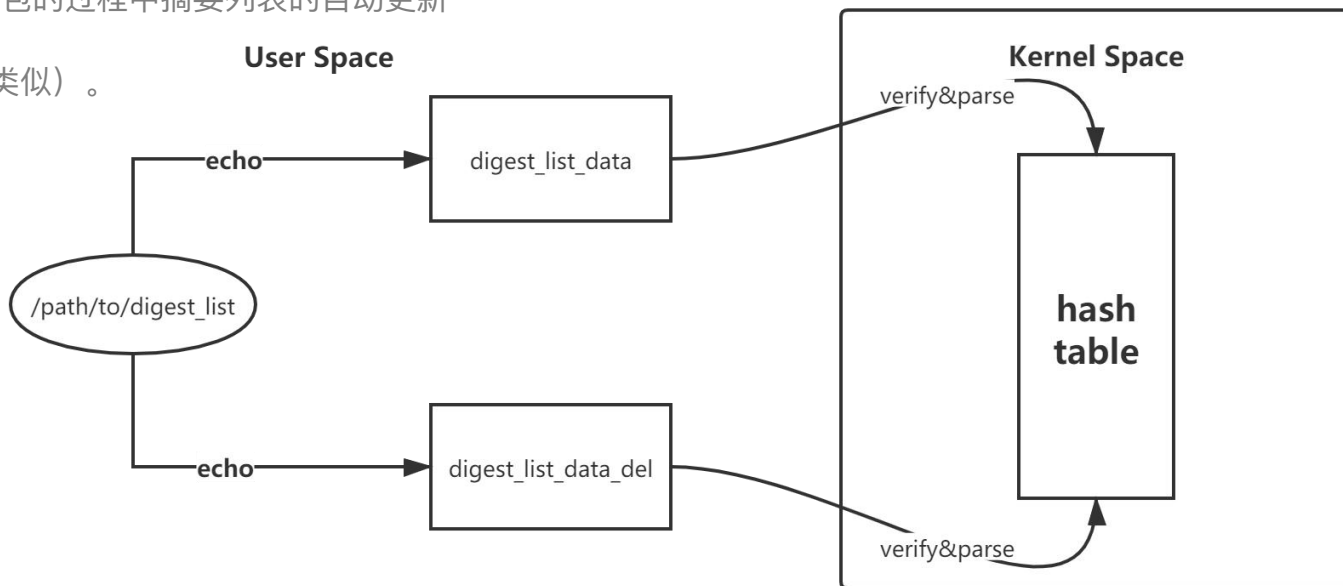 包的过程中摘要列表的自动更新
类似）。
User Space
Kernel Space
verify&parse
echo
digest_list_data
/path/to/digest_list
hash
table
echo
digest_list_data_del
verify&parse